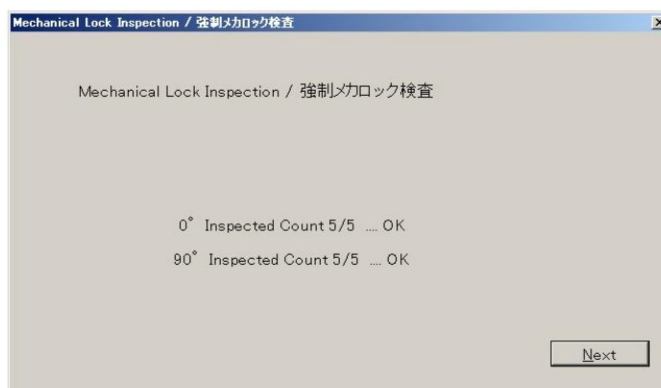 Mechanical Lock Inspection / 強制メカロック検査
Mechanical Lock Inspection / 強制メカロック検査
0° Inspected Count 5/5 .... OK
90° Inspected Count 5/5 .... OK
Next